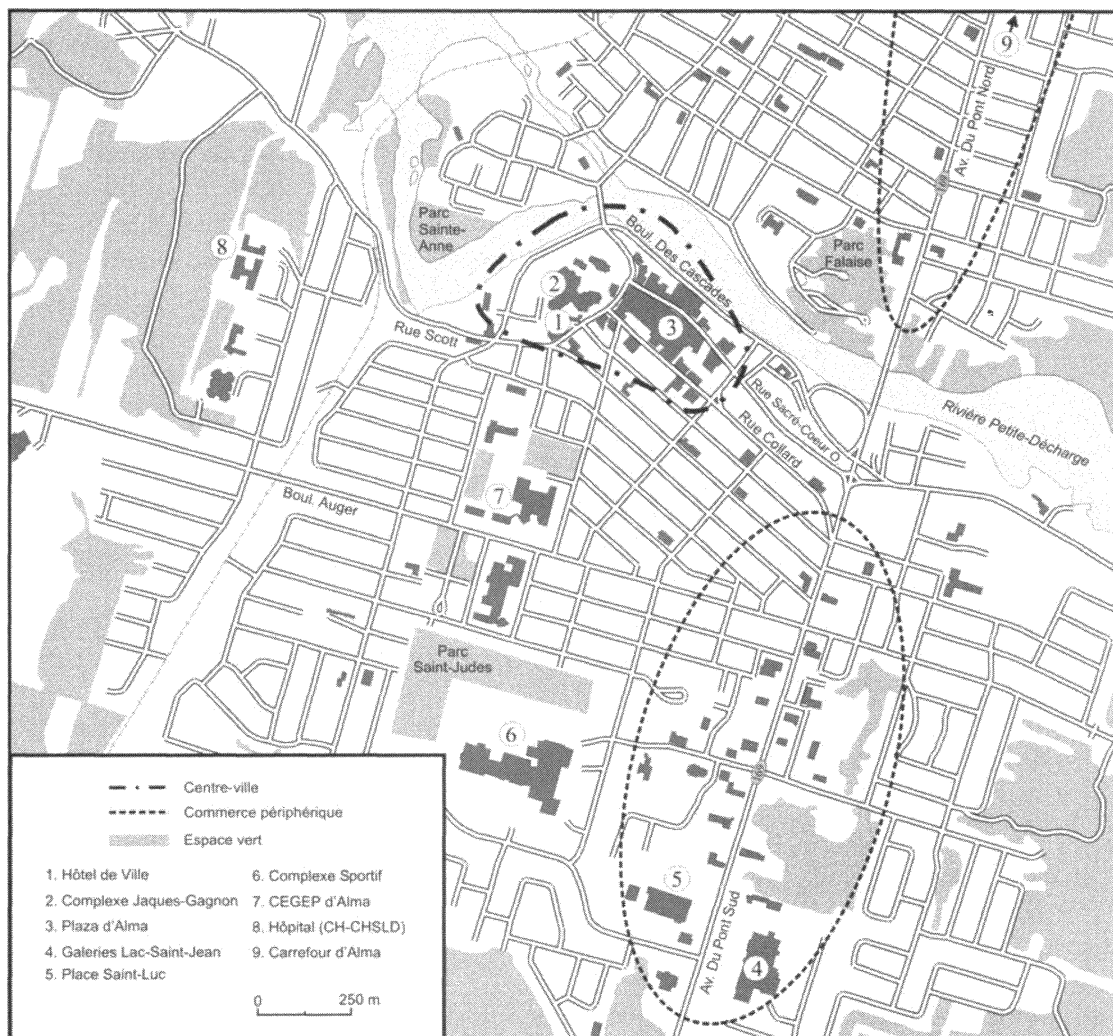 9
Av. Du Pont Nord
Parc
Sainte-
Anne
Boul. Des Cascades
Parc
Falaise
8
2
1
3
Rue Scott
Rue Sacré-Coeur O
Rue Collard
Rivière Petite-Décharge
Boul. Auger
7
Parc
Saint-Judes
6
5
Av. Du Pont Sud
4
Centre-ville
Commerce périphérique
Espace vert
1. Hôtel de Ville
2. Complexe Jaques-Gagnon
3. Plaza d'Alma
4. Galeries Lac-Saint-Jean
5. Place Saint-Luc
6. Complexe Sportif
7. CEGEP d'Alma
8. Hôpital (CH-CHSLD)
9. Carrefour d'Alma
0 250 m